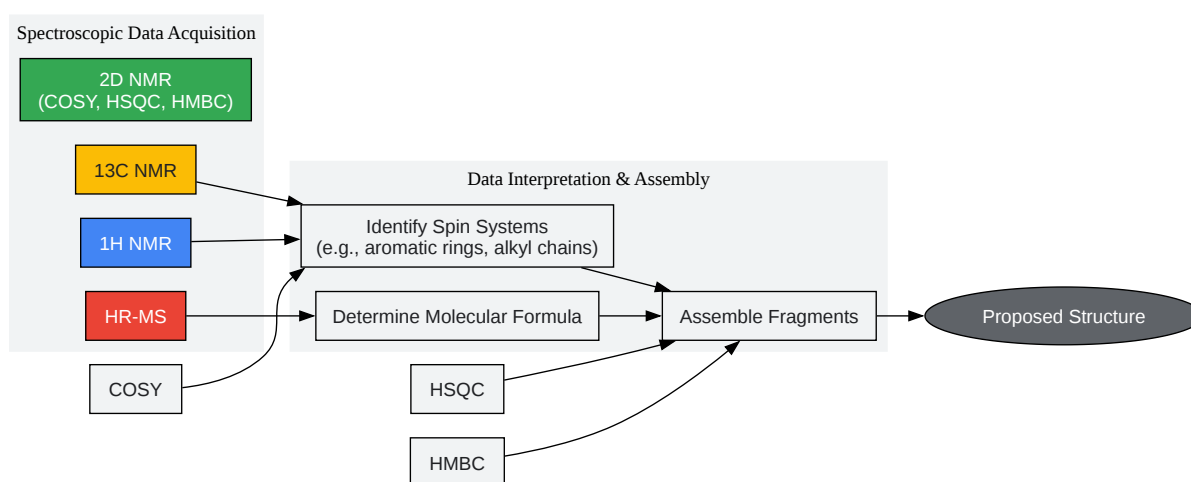 Spectroscopic Data Acquisition
2D NMR
(COSY, HSQC, HMBC)
13C NMR
1H NMR
HR-MS
COSY
Data Interpretation & Assembly
Identify Spin Systems
(e.g., aromatic rings, alkyl chains)
Determine Molecular Formula
Assemble Fragments
HSQC
HMBC
Proposed Structure